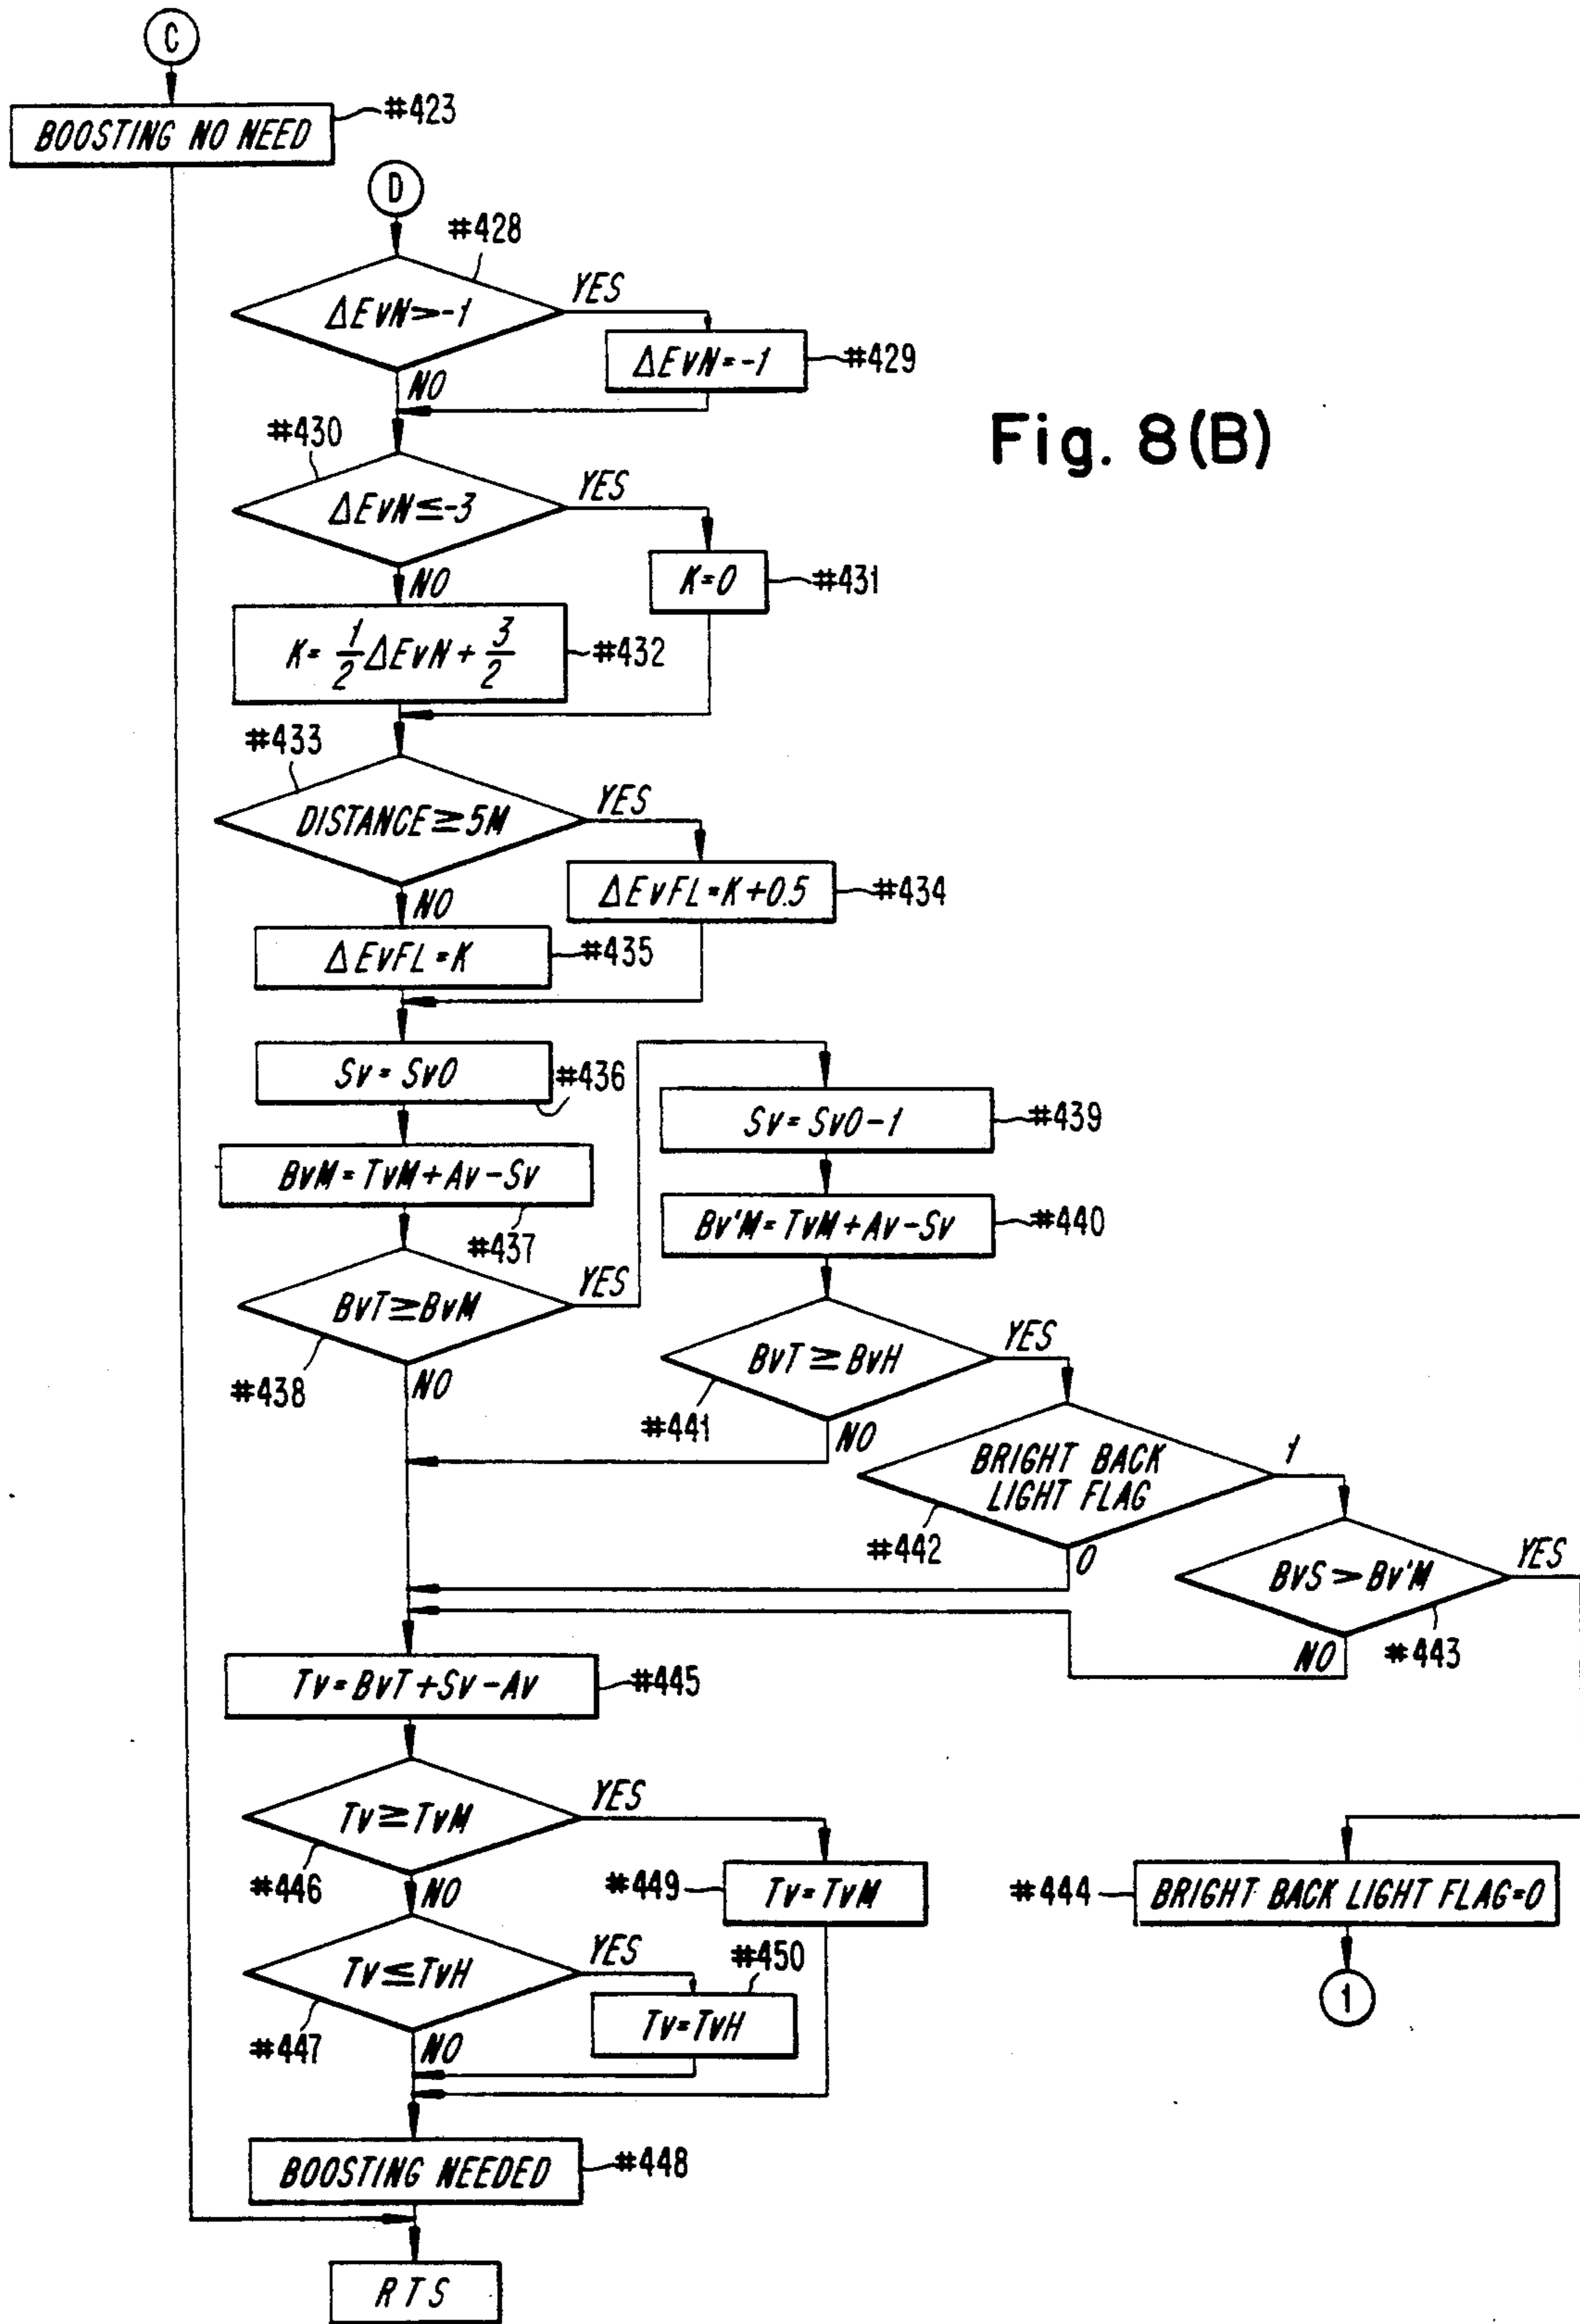 C
BOOSTING NO NEED
#423
D
#428
ΔEvN>-1
YES
ΔEvN=-1
#429
NO
Fig. 8(B)
#430
ΔEvN≤-3
YES
K=0
#431
NO
K=1/2ΔEvN+3/2
#432
#433
DISTANCE≧5M
YES
ΔEvFL=K+0.5
#434
NO
ΔEvFL=K
#435
Sv=SvO
#436
Sv=SvO-1
#439
BvM=TvM+Av-Sv
#437
Bv'M=TvM+Av-Sv
#440
BvT≧BvM
YES
#438
NO
BvT≧BvH
YES
#441
NO
BRIGHT BACK
LIGHT FLAG
1
#442
0
BvS>Bv'M
YES
#443
NO
Tv=BvT+Sv-Av
#445
Tv≧TvM
YES
#446
NO
#449
Tv=TvM
#444
BRIGHT BACK LIGHT FLAG=0
1
Tv≤TvH
YES
#450
Tv=TvH
#447
NO
BOOSTING NEEDED
#448
RTS